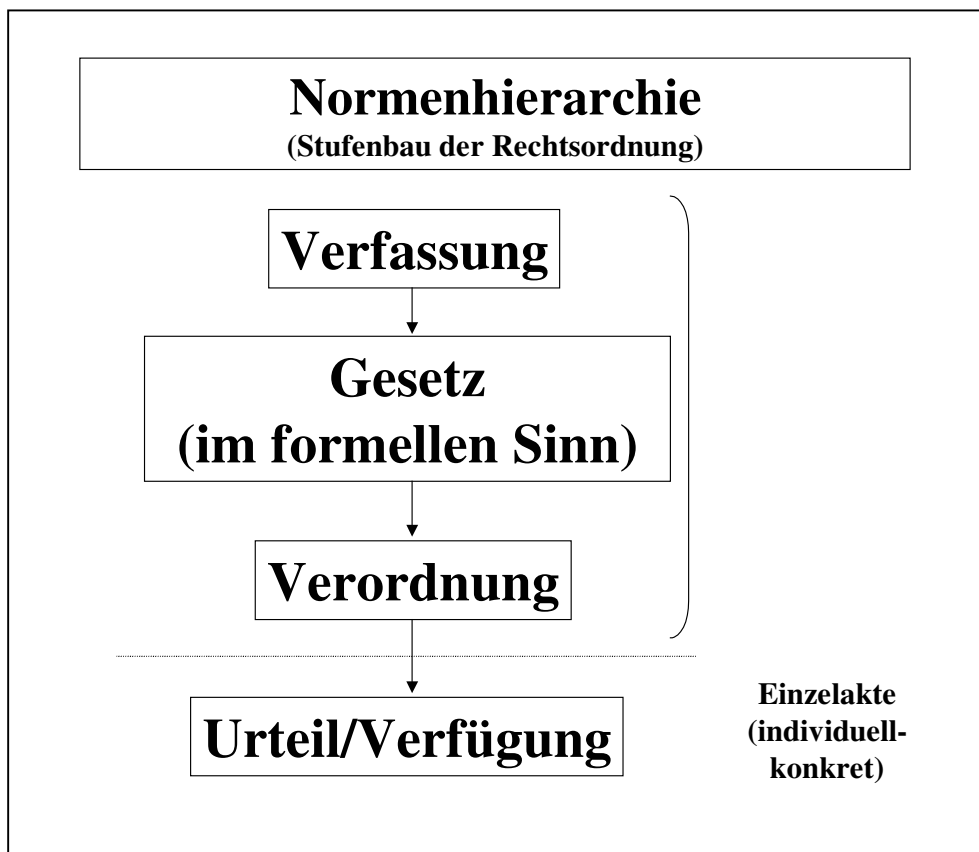 Normenhierarchie
(Stufenbau der Rechtsordnung)
Verfassung
Gesetz
(im formellen Sinn)
Verordnung
Urteil/Verfügung
Einzelakte
(individuell-
konkret)